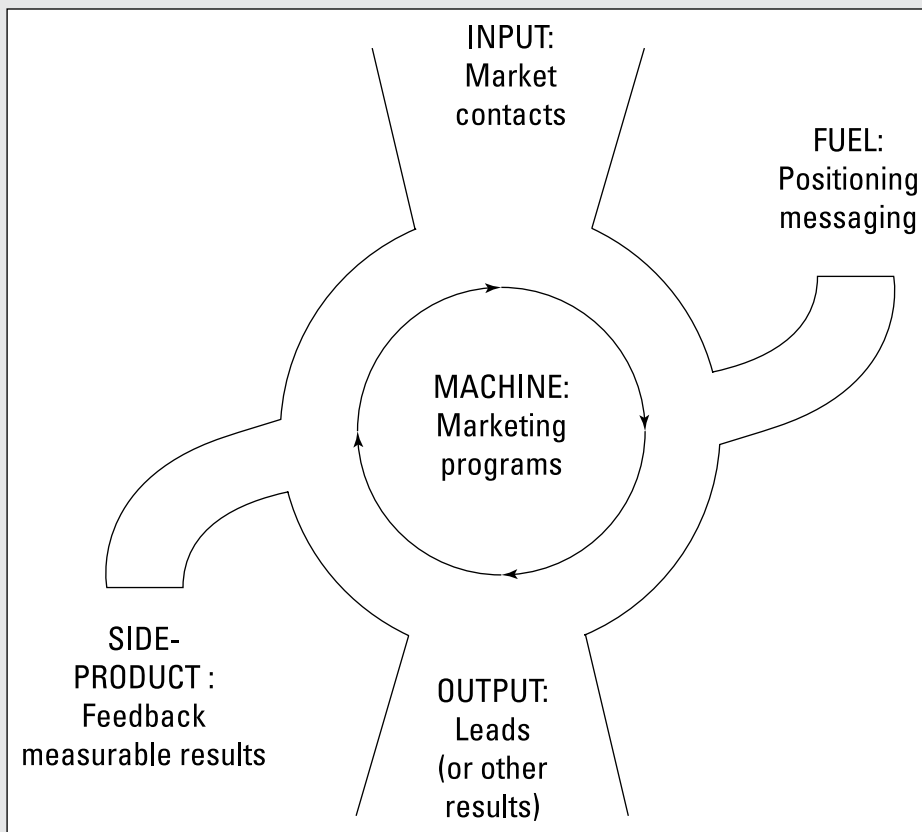 INPUT:
Market
contacts
FUEL:
Positioning
messaging
MACHINE:
Marketing
programs
SIDE-
PRODUCT :
Feedback
measurable results
OUTPUT:
Leads
(or other
results)